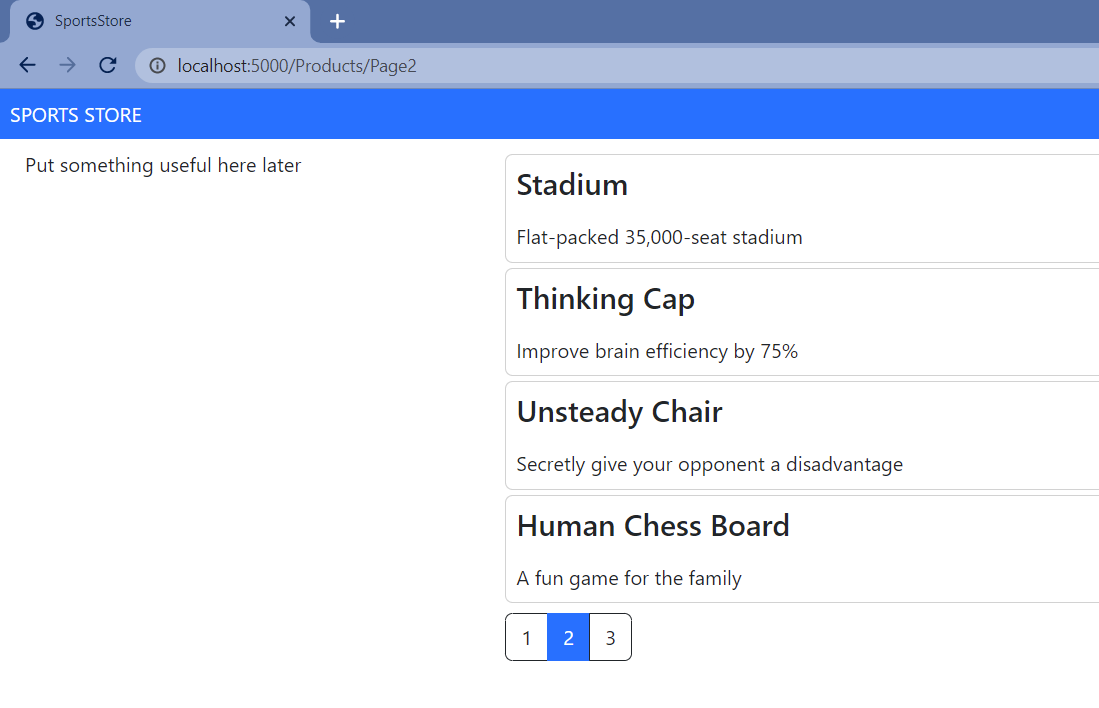 SportsStore
localhost:5000/Products/Page2
SPORTS STORE
Put something useful here later
Stadium
Flat-packed 35,000-seat stadium
Thinking Cap
Improve brain efficiency by 75%
Unsteady Chair
Secretly give your opponent a disadvantage
Human Chess Board
A fun game for the family
1 2 3